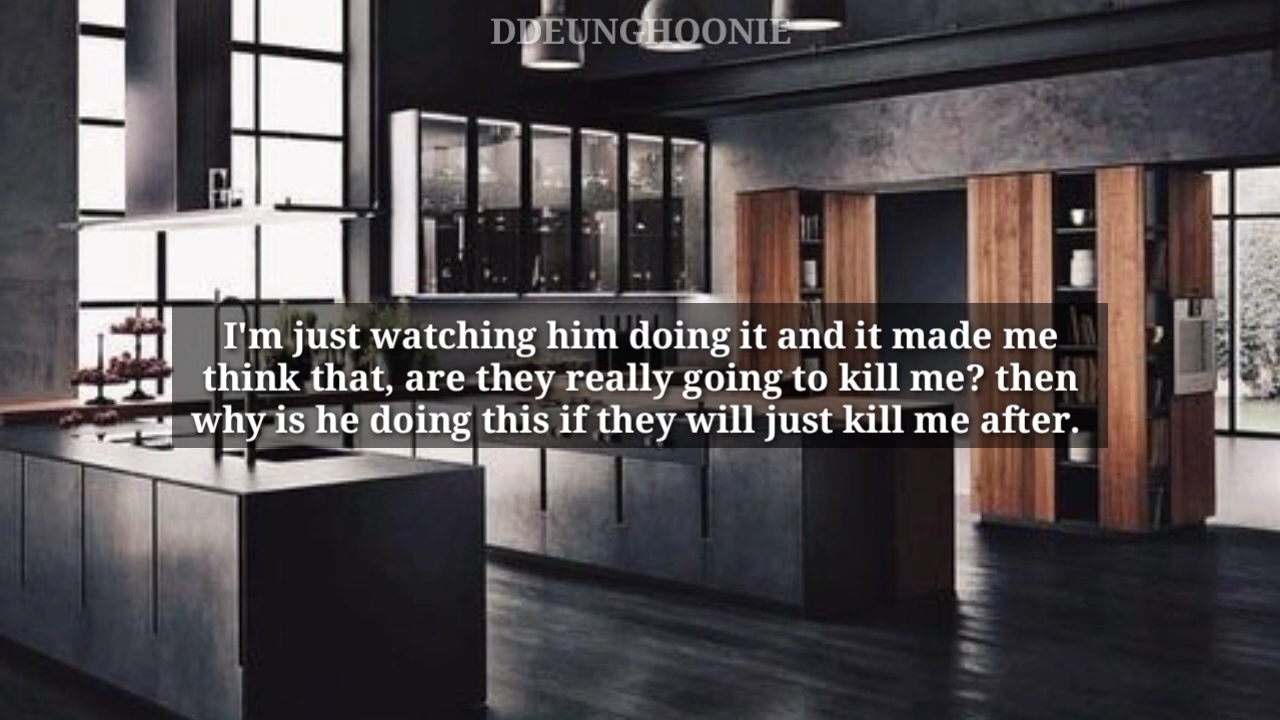 DDEUNGHOONIE
I'm just watching him doing it and it made me
think that, are they really going to kill me? then
why is he doing this if they will just kill me after.